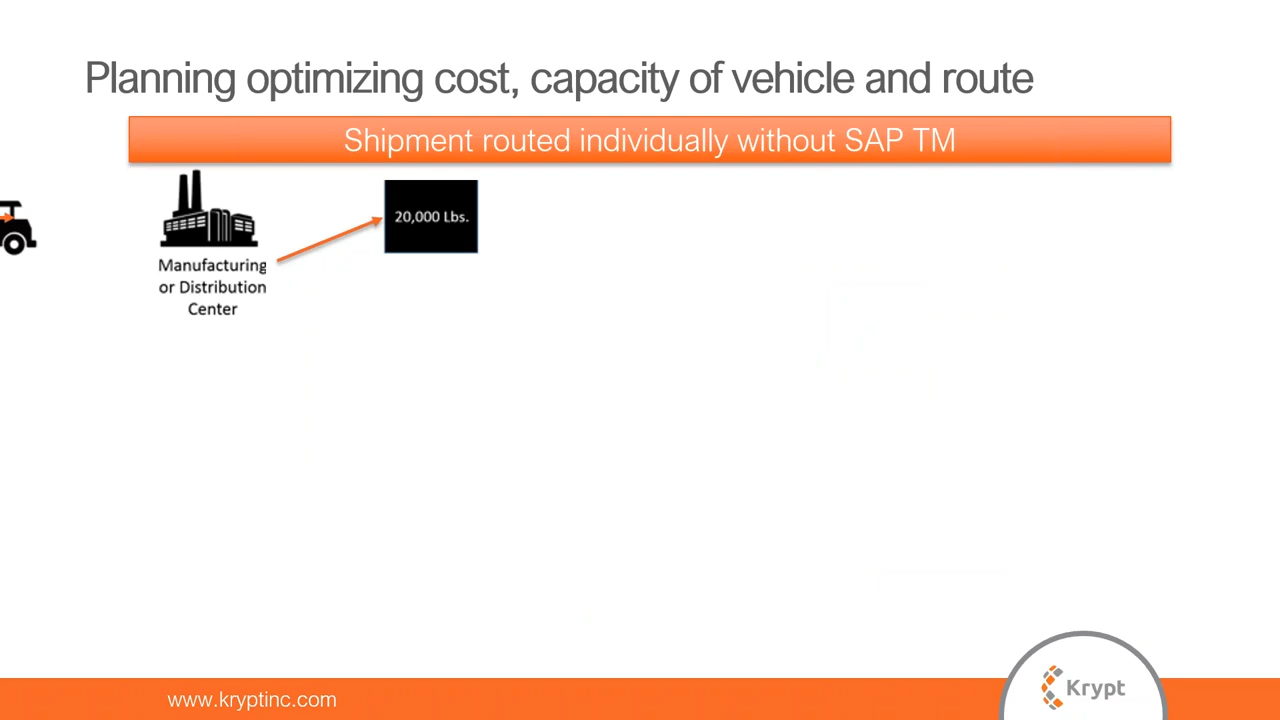 Planning optimizing cost, capacity of vehicle and route
Shipment routed individually without SAP TM
20,000 Lbs.
Manufacturing
or Distribution
Center
www.kryptinc.com
Krypt